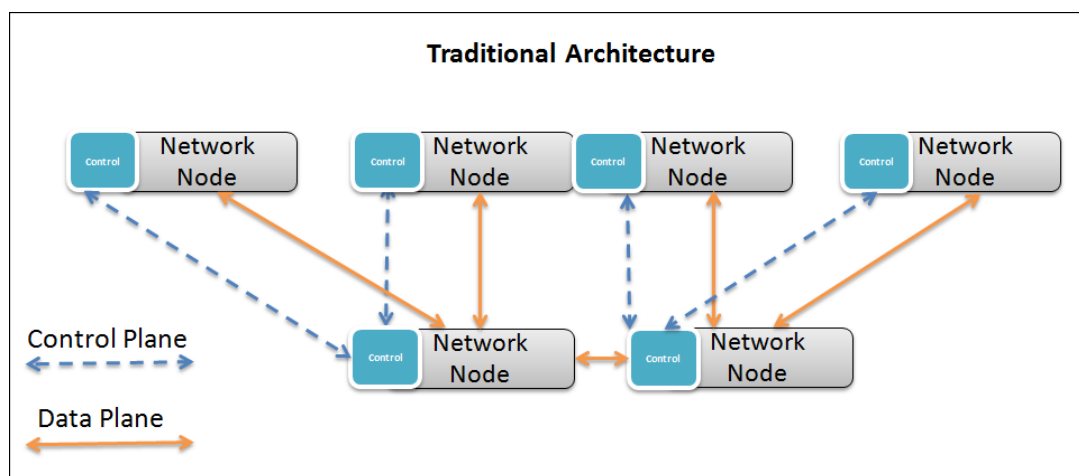 Traditional Architecture
Control
Network
Node
Control
Network
Node
Control
Network
Node
Control
Network
Node
Control
Network
Node
Control
Network
Node
Control Plane
Data Plane